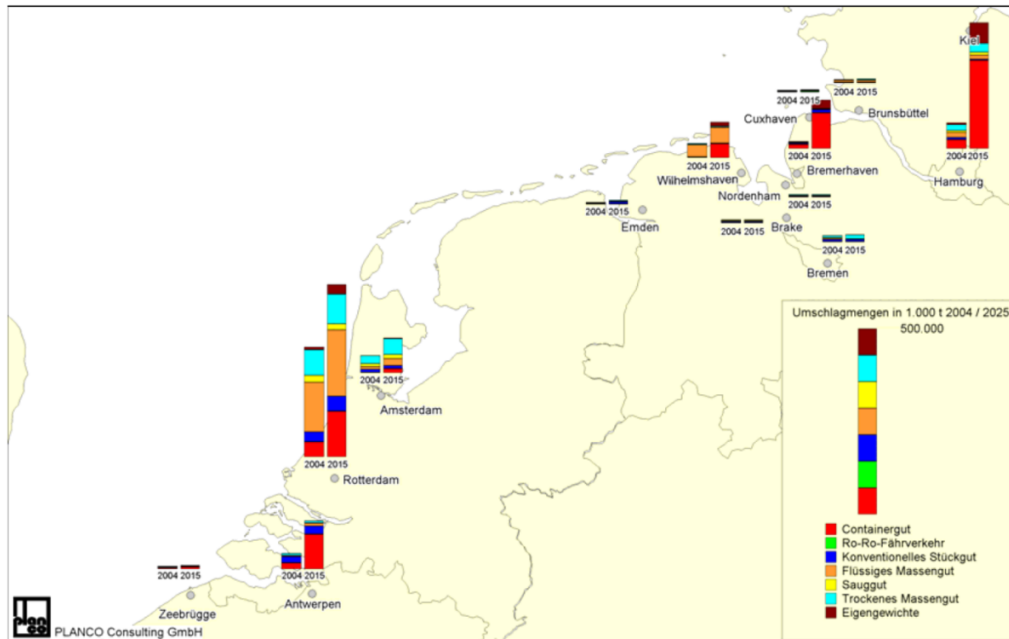 Kiel
2004 2015
Brunsbüttel
2004 2015
Cuxhaven
2004 2015
Hamburg
2004 2015
Bremerhaven
2004 2015
Wilhelmshaven
Nordenham
2004 2015
2004 2015
Emden
2004 2015
Brake
2004 2015
Bremen
Umschlagmengen in 1.000 t 2004 / 2025
500.000
2004 2015
Amsterdam
2004 2015
Rotterdam
Containergut
Ro-Ro-Fährverkehr
Konventionelles Stückgut
Flüssiges Massengut
Sauggut
Trockenes Massengut
Eigengewichte
2004 2015
Antwerpen
2004 2015
Zeebrügge
plan
co
PLANCO Consulting GmbH